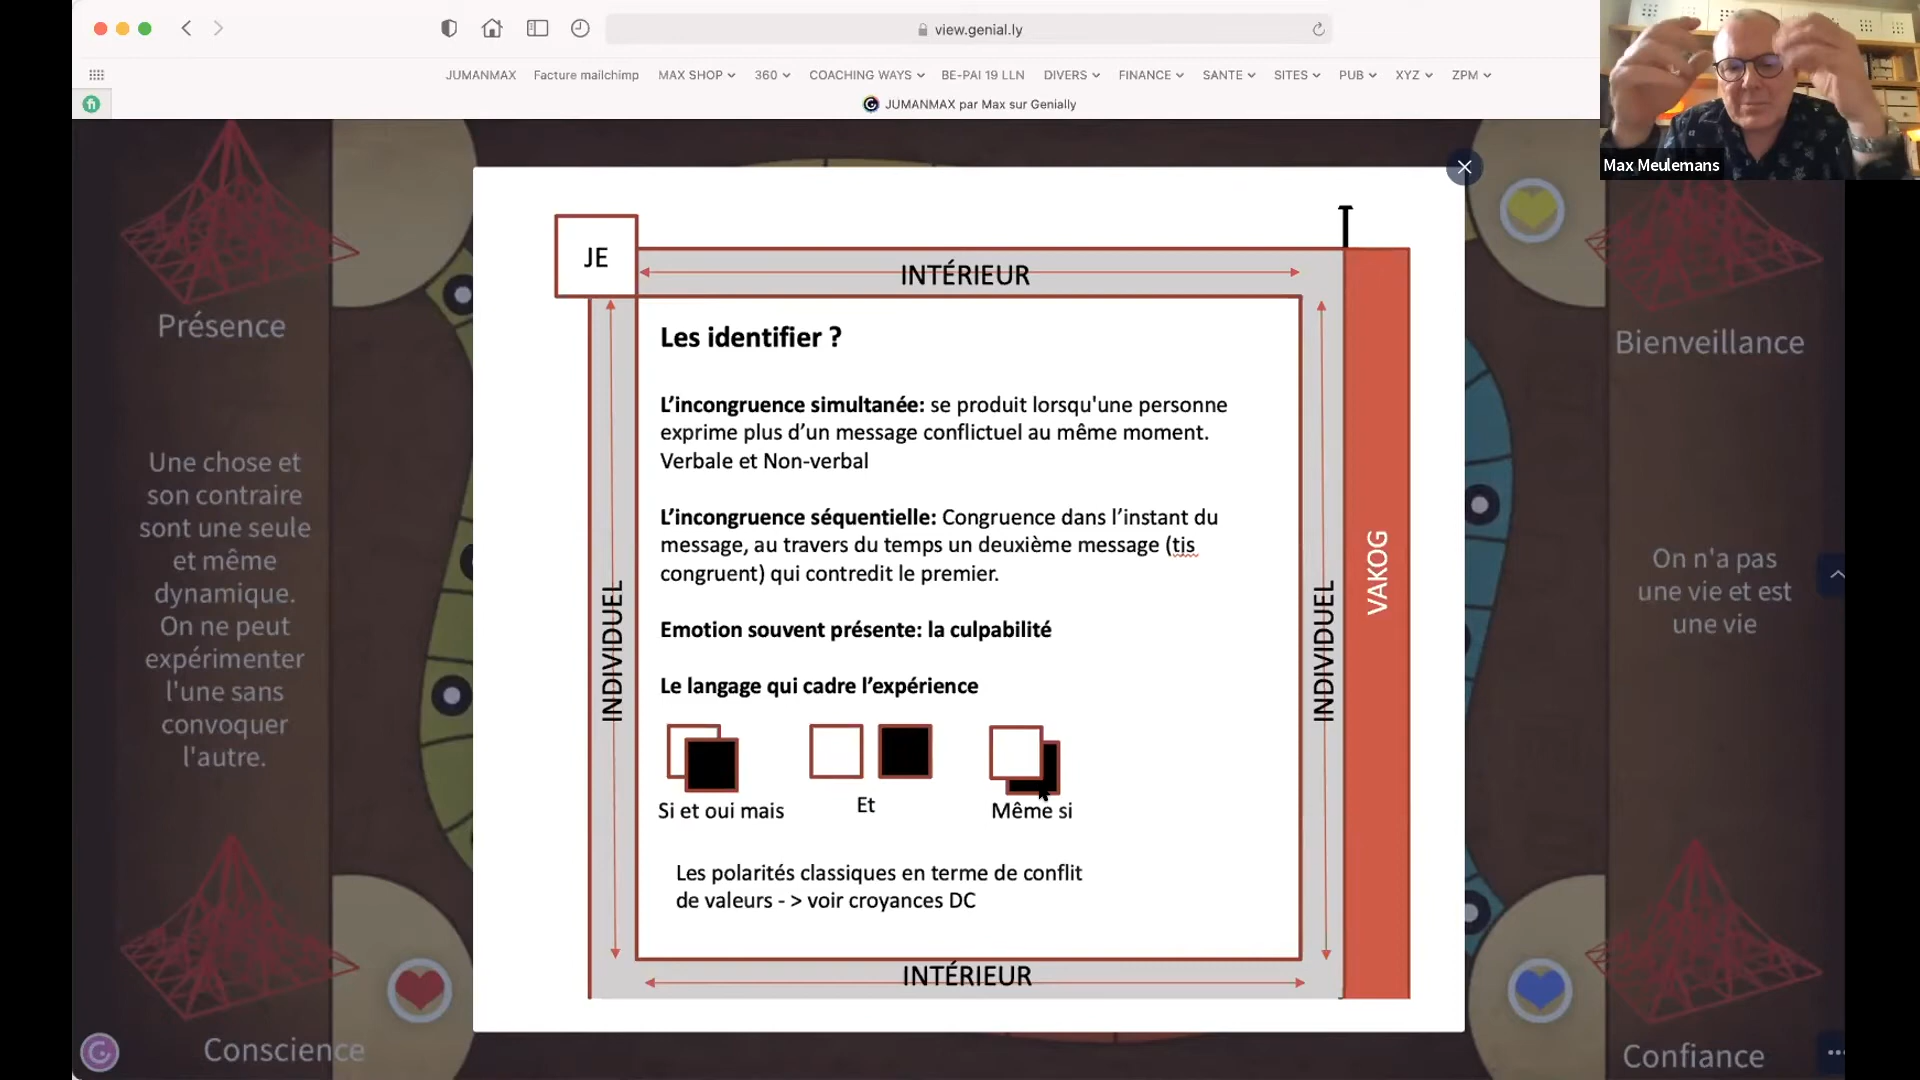 view.genial.ly
JUMANMAX
Facture mailchimp
MAX SHOP
360
COACHING WAYS
BE-PAI 19 LLN
DIVERS
FINANCE
SANTE
SITES
PUB
XYZ
ZPM
JUMANMAX par Max sur Genially
Max Meulemans
JE
INTÉRIEUR
Les identifier ?
L’incongruence simultanée: se produit lorsqu'une personne
exprime plus d’un message conflictuel au même moment.
Verbale et Non-verbal
L’incongruence séquentielle: Congruence dans l’instant du
message, au travers du temps un deuxième message (tjs
congruent) qui contredit le premier.
Emotion souvent présente: la culpabilité
Le langage qui cadre l’expérience
Si et oui mais
Et
Même si
Les polarités classiques en terme de conflit
de valeurs - > voir croyances DC
INDIVIDUEL
INDIVIDUEL
VAKOG
INTÉRIEUR
Présence
Une chose et
son contraire
sont une seule
et même
dynamique.
On ne peut
expérimenter
l'une sans
convoquer
l'autre.
Conscience
Bienveillance
On n'a pas
une vie et est
une vie
Confiance